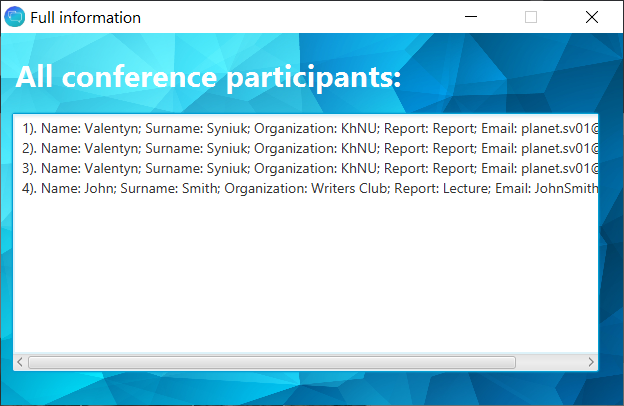 Full information
All conference participants:
1). Name: Valentyn; Surname: Syniuk; Organization: KhNU; Report: Report; Email: planet.sv01@
2). Name: Valentyn; Surname: Syniuk; Organization: KhNU; Report: Report; Email: planet.sv01@
3). Name: Valentyn; Surname: Syniuk; Organization: KhNU; Report: Report; Email: planet.sv01@
4). Name: John; Surname: Smith; Organization: Writers Club; Report: Lecture; Email: JohnSmith